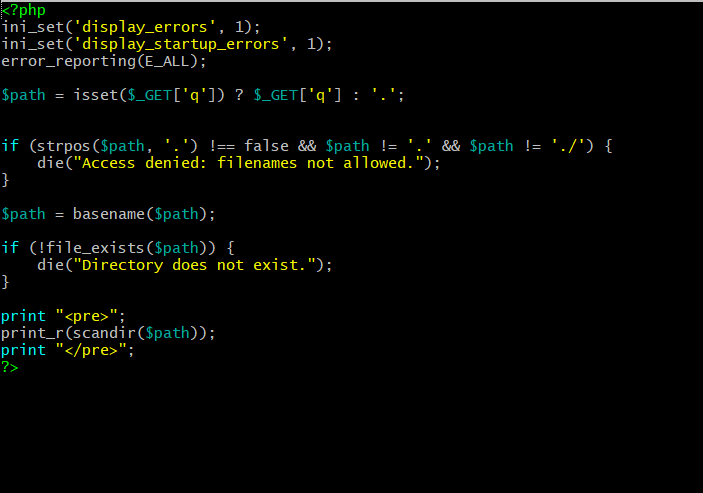 <?php
ini_set('display_errors', 1);
ini_set('display_startup_errors', 1);
error_reporting(E_ALL);
$path = isset($_GET['q']) ? $_GET['q'] : '.';
if (strpos($path, '.') !== false && $path != '.' && $path != './') {
    die("Access denied: filenames not allowed.");
}
$path = basename($path);
if (!file_exists($path)) {
    die("Directory does not exist.");
}
print "<pre>";
print_r(scandir($path));
print "</pre>";
?>